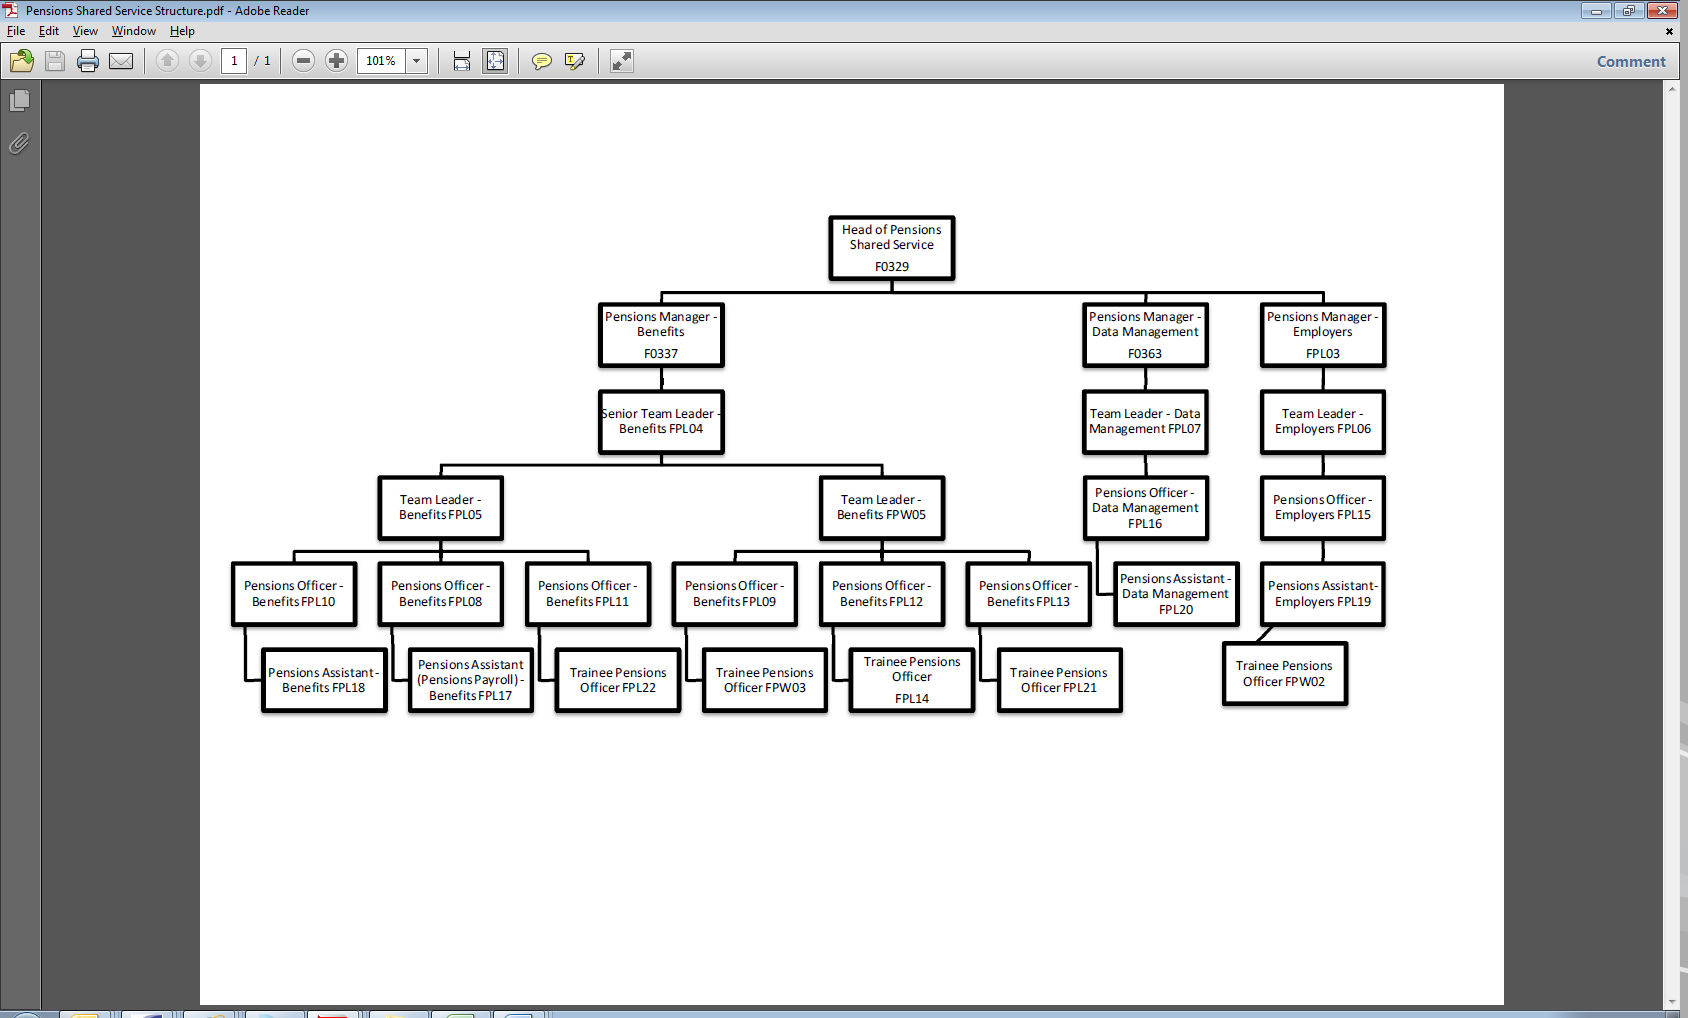 Pensions Shared Service Structure.pdf - Adobe Reader
File Edit View Window Help
1 / 1 101% Comment
Head of Pensions
Shared Service
F0329
Pensions Manager -
Benefits
F0337
Pensions Manager -
Data Management
F0363
Pensions Manager -
Employers
FPL03
Senior Team Leader -
Benefits FPL04
Team Leader - Data
Management FPL07
Team Leader -
Employers FPL06
Team Leader -
Benefits FPL05
Team Leader -
Benefits FPW05
Pensions Officer -
Data Management
FPL16
Pensions Officer -
Employers FPL15
Pensions Officer -
Benefits FPL10
Pensions Officer -
Benefits FPL08
Pensions Officer -
Benefits FPL11
Pensions Officer -
Benefits FPL09
Pensions Officer -
Benefits FPL12
Pensions Officer -
Benefits FPL13
Pensions Assistant -
Data Management
FPL20
Pensions Assistant-
Employers FPL19
Pensions Assistant -
Benefits FPL18
Pensions Assistant
(Pensions Payroll) -
Benefits FPL17
Trainee Pensions
Officer FPL22
Trainee Pensions
Officer FPW03
Trainee Pensions
Officer
FPL14
Trainee Pensions
Officer FPL21
Trainee Pensions
Officer FPW02